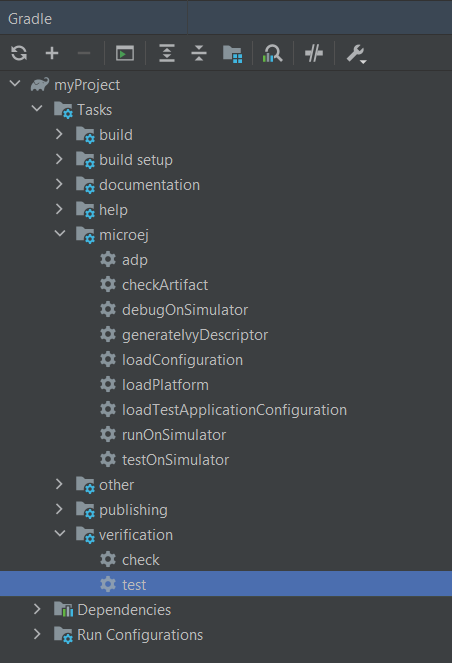 Gradle
myProject
Tasks
build
build setup
documentation
help
microej
adp
checkArtifact
debugOnSimulator
generateIvyDescriptor
loadConfiguration
loadPlatform
loadTestApplicationConfiguration
runOnSimulator
testOnSimulator
other
publishing
verification
check
test
Dependencies
Run Configurations